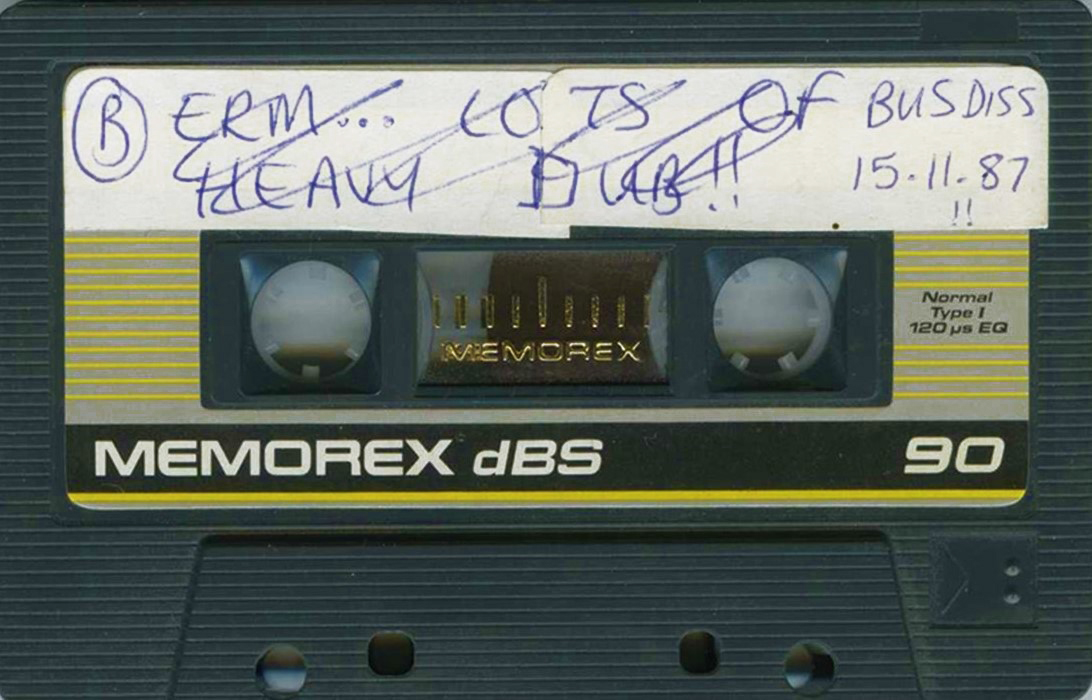 B ERM... LOTS OF BUSDISS
HEAVY DUB!! 15.11.87
!!
Normal
Type I
120 µs EQ
MEMOREX
MEMOREX dBS 90